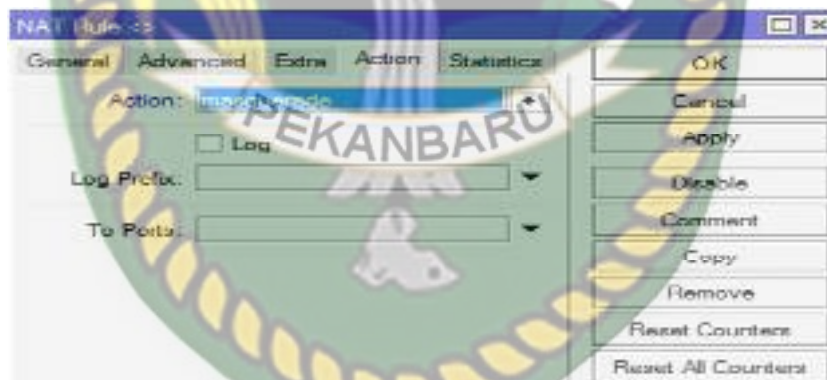 NAT Rule <>
General Advanced Extra Action Statistics
Action: masquerade
Log
Log Prefix:
To Ports:
OK
Cancel
Apply
Disable
Comment
Copy
Remove
Reset Counters
Reset All Counters
PEKANBARU